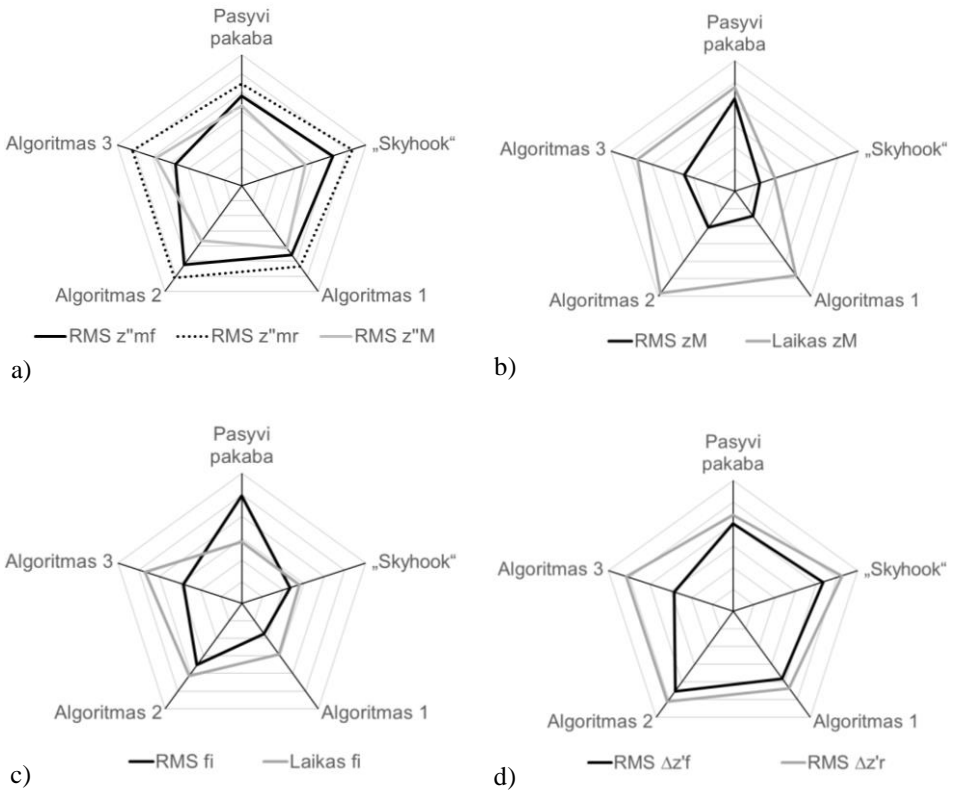 Pasyvi
pakaba
Algoritmas 3
„Skyhook“
Algoritmas 2
Algoritmas 1
RMS z"mf
RMS z"mr
RMS z"M
a)
Pasyvi
pakaba
Algoritmas 3
„Skyhook“
Algoritmas 2
Algoritmas 1
RMS zM
Laikas zM
b)
Pasyvi
pakaba
Algoritmas 3
„Skyhook“
Algoritmas 2
Algoritmas 1
RMS fi
Laikas fi
c)
Pasyvi
pakaba
Algoritmas 3
„Skyhook“
Algoritmas 2
Algoritmas 1
RMS Δz'f
RMS Δz'r
d)